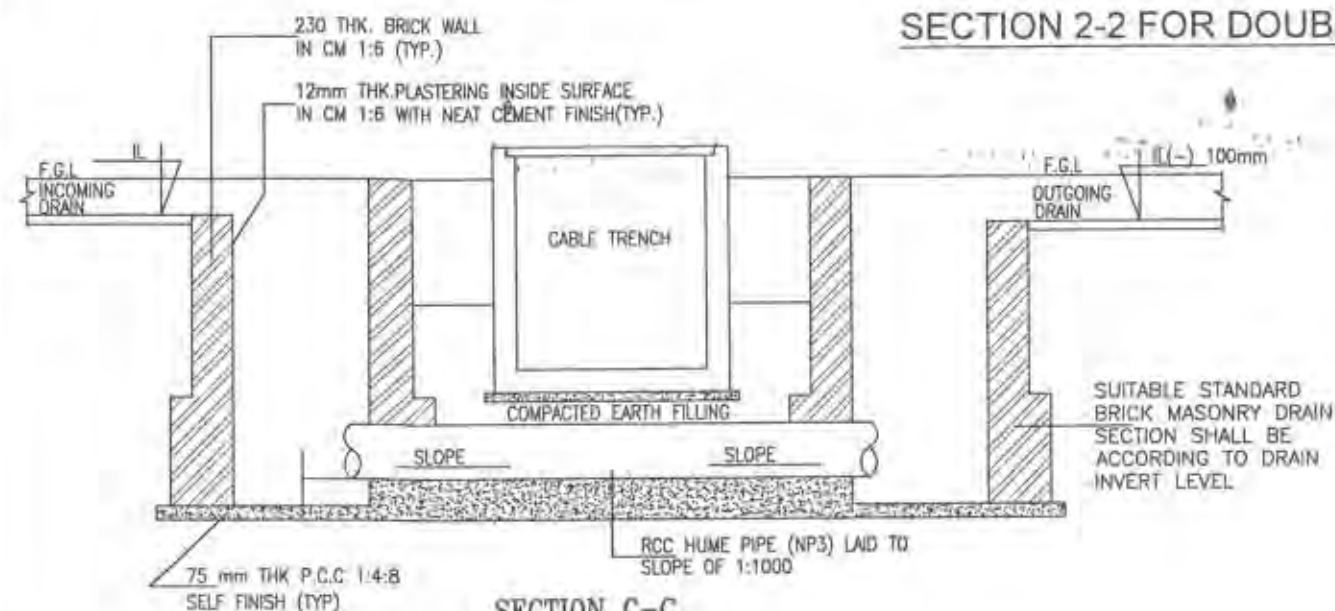 SECTION 2-2 FOR DOUB
230 THK. BRICK WALL
IN CM 1:6 (TYP.)
12mm THK.PLASTERING INSIDE SURFACE
IN CM 1:6 WITH NEAT CEMENT FINISH(TYP.)
IL
F.G.L
INCOMING
DRAIN
F.G.L
IL(-) 100mm
OUTGOING
DRAIN
CABLE TRENCH
COMPACTED EARTH FILLING
SLOPE
SLOPE
SUITABLE STANDARD
BRICK MASONRY DRAIN
SECTION SHALL BE
ACCORDING TO DRAIN
INVERT LEVEL
RCC HUME PIPE (NP3) LAID TO
SLOPE OF 1:1000
75 mm THK P.C.C 1:4:8
SELF FINISH (TYP)
SECTION C-C